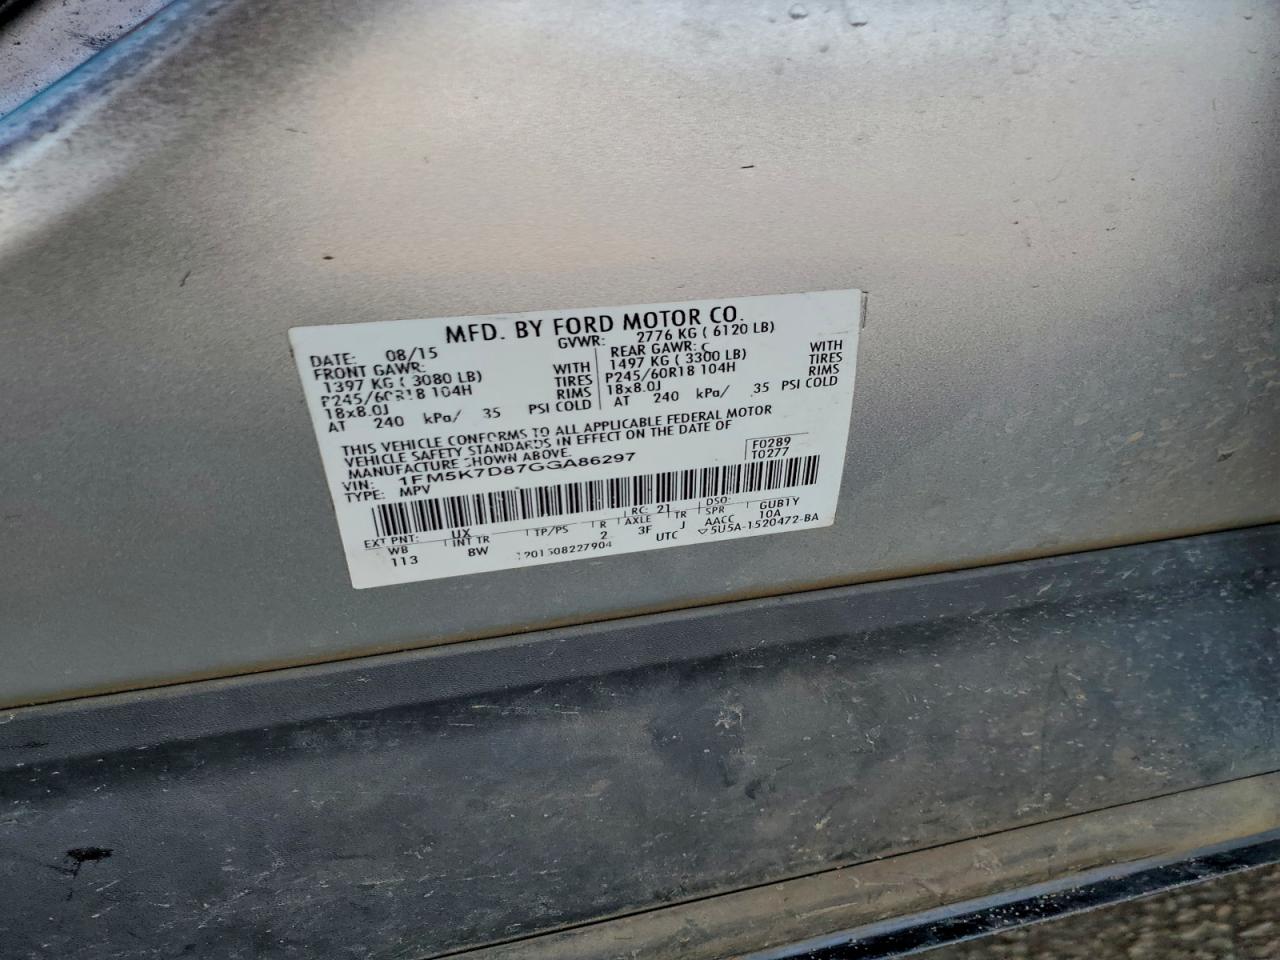 MFD. BY FORD MOTOR CO.
DATE: 08/15 GVWR: 2776 KG ( 6120 LB)
FRONT GAWR: REAR GAWR:
1397 KG ( 3080 LB) WITH 1497 KG ( 3300 LB) WITH
P245/60R18 104H TIRES P245/60R18 104H TIRES
18x8.0J RIMS 18x8.0J RIMS
AT 240 kPa/ 35 PSI COLD AT 240 kPa/ 35 PSI COLD
THIS VEHICLE CONFORMS TO ALL APPLICABLE FEDERAL MOTOR
VEHICLE SAFETY STANDARDS IN EFFECT ON THE DATE OF
MANUFACTURE SHOWN ABOVE.
F0289
VIN: 1FM5K7D87GGA86297 T0277
TYPE: MPV
EXT PNT: UX RC: 21 DSO:
WB INT TR TP/PS R AXLE TR SPR GUB1Y
113 8W 2 3F J AACC 10A
201508227904 UTC ▽5U5A-1520472-BA